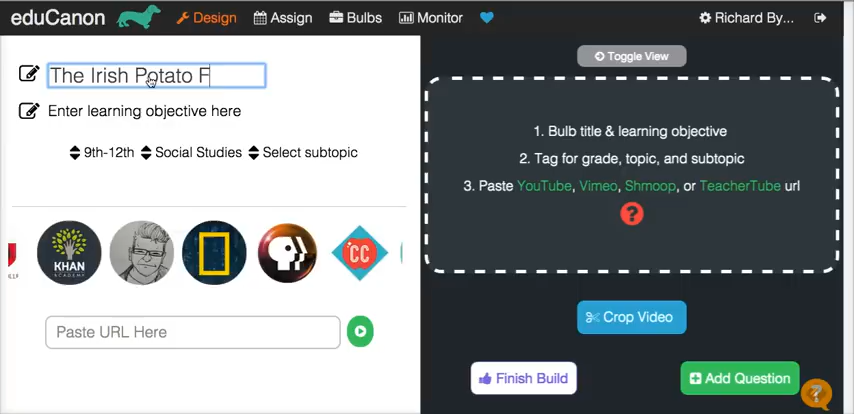 eduCanon Design Assign Bulbs Monitor Richard By...
The Irish Potato F
Enter learning objective here
9th-12th Social Studies Select subtopic
KHAN
ACADEMY
CC
Paste URL Here
Toggle View
1. Bulb title & learning objective
2. Tag for grade, topic, and subtopic
3. Paste YouTube, Vimeo, Shmoop, or TeacherTube url
?
Crop Video
Finish Build
Add Question
?